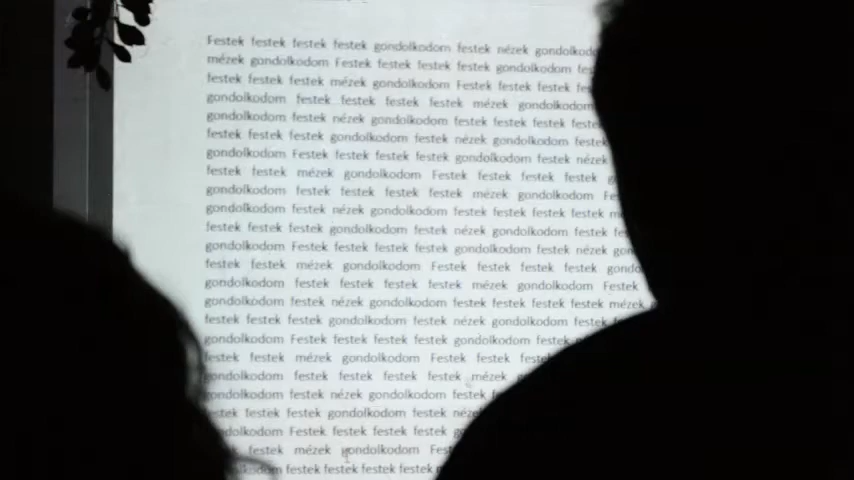 Festek festek festek festek gondolkodom festek nézek
mézek gondolkodom Festek festek festek festek gondolkodom
festek festek festek mézek gondolkodom Festek festek festek
gondolkodom festek festek festek festek mézek gondolkodom
gondolkodom festek nézek gondolkodom festek festek festek festek
festek festek festek gondolkodom festek nézek gondolkodom festek
gondolkodom Festek festek festek festek gondolkodom festek nézek
festek festek mézek gondolkodom Festek festek festek festek
gondolkodom festek festek festek festek mézek gondolkodom
gondolkodom festek nézek gondolkodom festek festek festek festek
festek festek festek gondolkodom festek nézek gondolkodom festek
gondolkodom Festek festek festek festek gondolkodom festek nézek
festek festek mézek gondolkodom Festek festek festek festek
gondolkodom festek festek festek festek mézek gondolkodom Festek
gondolkodom festek nézek gondolkodom festek festek festek festek mézek
festek festek festek gondolkodom festek nézek gondolkodom festek
gondolkodom Festek festek festek festek gondolkodom festek
festek festek mézek gondolkodom Festek festek festek
gondolkodom festek festek festek festek mézek
gondolkodom festek nézek gondolkodom festek
festek festek festek gondolkodom festek
gondolkodom Festek festek festek festek
festek mézek gondolkodom
festek festek festek festek